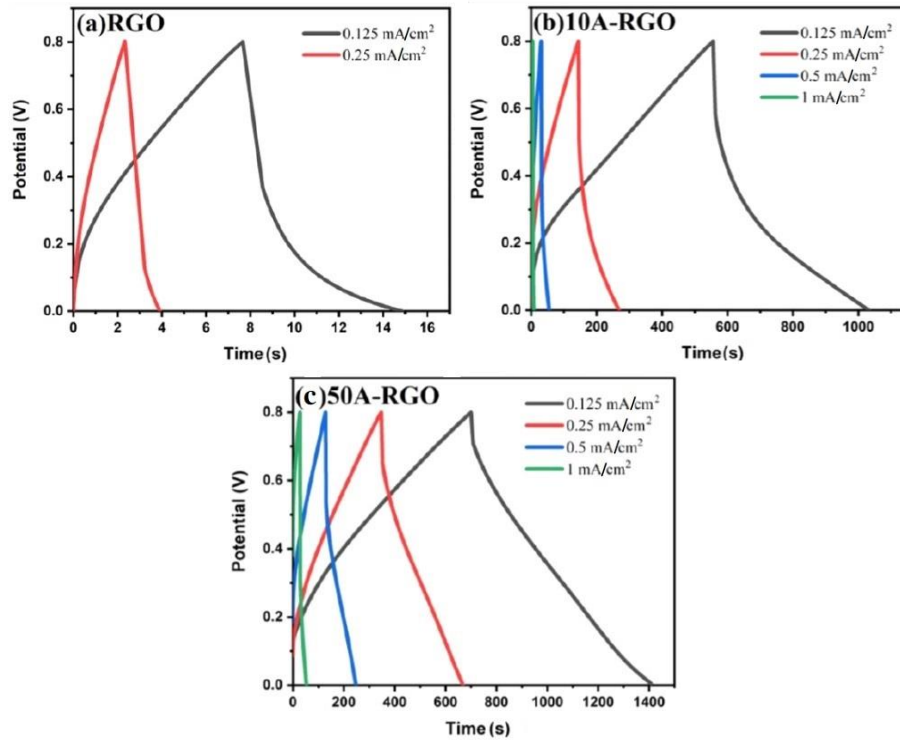 (a)RGO
0.125 mA/cm²
0.25 mA/cm²
Potential (V)
0.8
0.6
0.4
0.2
0.0
0 2 4 6 8 10 12 14 16
Time (s)
(b)10A-RGO
0.125 mA/cm²
0.25 mA/cm²
0.5 mA/cm²
1 mA/cm²
Potential (V)
0.8
0.6
0.4
0.2
0.0
0 200 400 600 800 1000
Time (s)
(c)50A-RGO
0.125 mA/cm²
0.25 mA/cm²
0.5 mA/cm²
1 mA/cm²
Potential (V)
0.8
0.6
0.4
0.2
0.0
0 200 400 600 800 1000 1200 1400
Time (s)